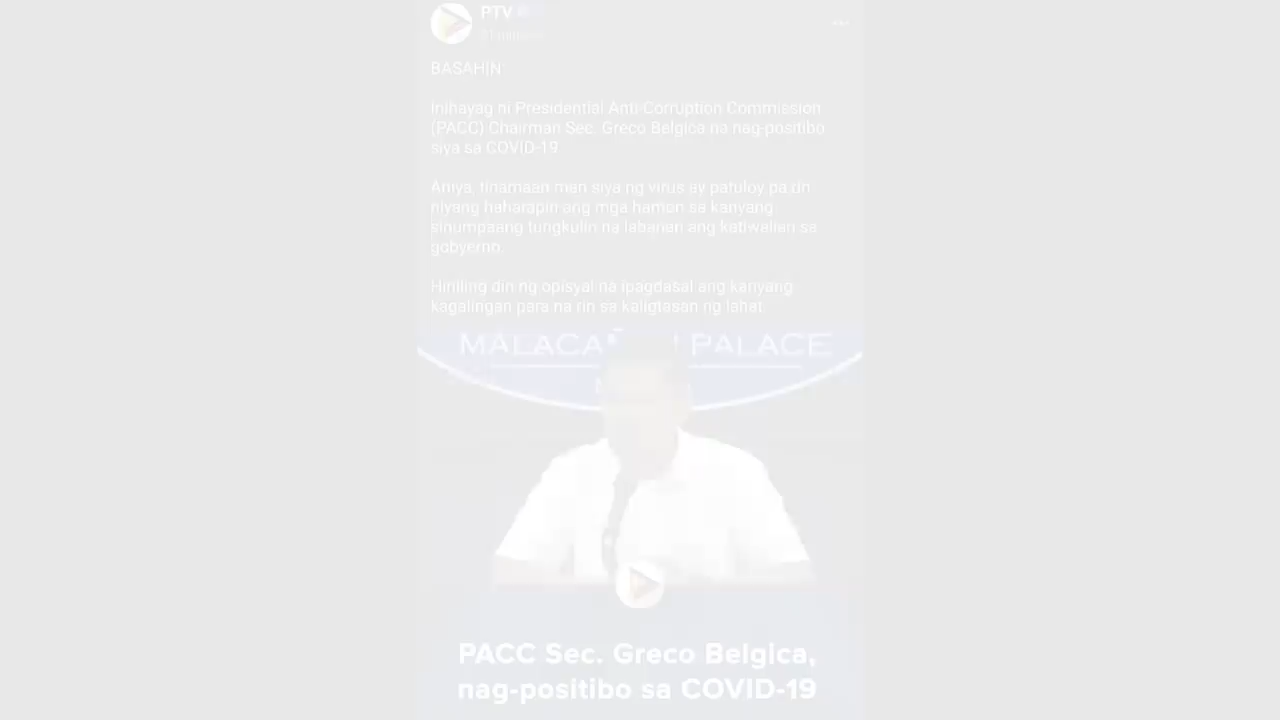 PTV
BASAHIN
Inihayag ni Presidential Anti-Corruption Commission
(PACC) Chairman Sec. Greco Belgica na nag-positibo
siya sa COVID-19.
Aniya, tinamaan man siya ng virus ay patuloy pa rin
niyang haharapin ang mga hamon sa kanyang
sinumpaang tungkulin na labanan ang katiwalian sa
gobyerno.
Hiniling din ng opisyal na ipagdasal ang kanyang
kagalingan para na rin sa kaligtasan ng lahat.
PALACE
PACC Sec. Greco Belgica,
nag-positibo sa COVID-19